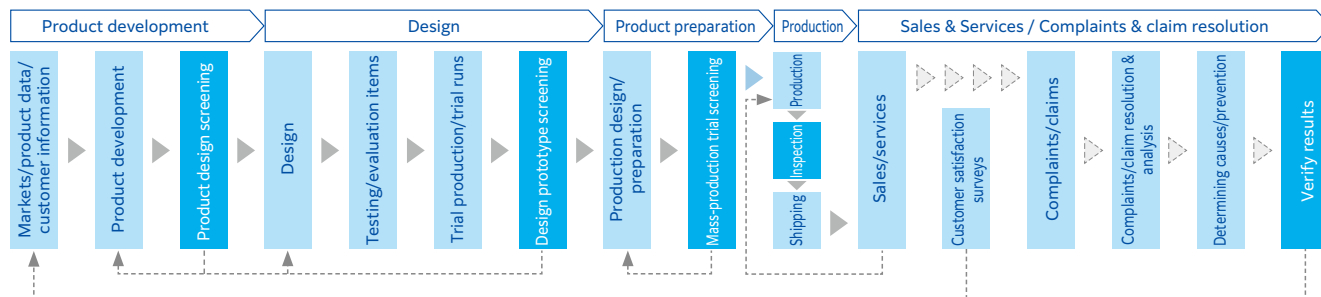 Product development
Design
Product preparation
Production
Sales & Services / Complaints & claim resolution
Markets/product data/
customer information
Product development
Product design screening
Design
Testing/evaluation items
Trial production/trial runs
Design prototype screening
Production design/
preparation
Mass-production trial screening
Production
Inspection
Shipping
Sales/services
Customer satisfaction
surveys
Complaints/claims
Complaints/claim resolution &
analysis
Determining causes/prevention
Verify results